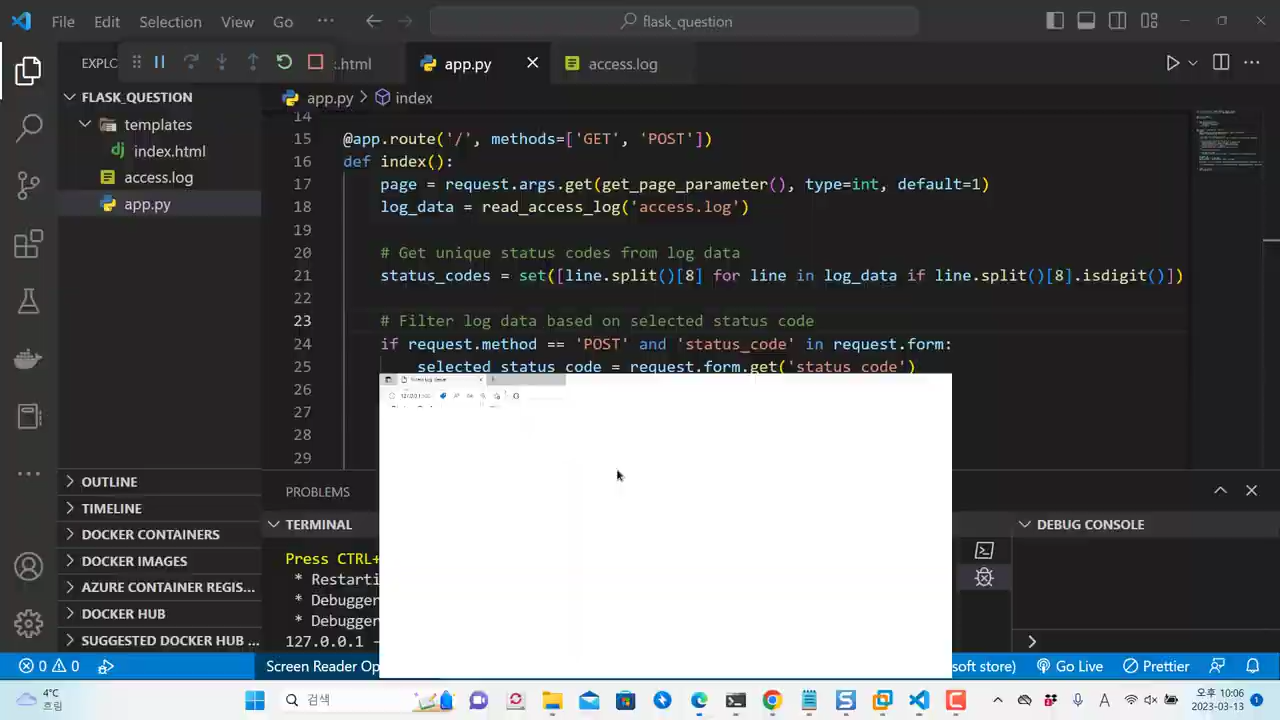 File Edit Selection View Go ··· flask_question
EXPLC .html app.py access.log
FLASK_QUESTION
templates
index.html
access.log
app.py
app.py > index
14
15 @app.route('/', methods=['GET', 'POST'])
16 def index():
17 page = request.args.get(get_page_parameter(), type=int, default=1)
18 log_data = read_access_log('access.log')
19
20 # Get unique status codes from log data
21 status_codes = set([line.split()[8] for line in log_data if line.split()[8].isdigit()])
22
23 # Filter log data based on selected status code
24 if request.method == 'POST' and 'status_code' in request.form:
25 selected_status_code = request.form.get('status_code')
26
27
28
29
OUTLINE
TIMELINE
DOCKER CONTAINERS
DOCKER IMAGES
AZURE CONTAINER REGIS...
DOCKER HUB
SUGGESTED DOCKER HUB ...
PROBLEMS
TERMINAL
Press CTRL+
* Restarti
* Debugger
* Debugger
127.0.0.1 -
DEBUG CONSOLE
0 0 Screen Reader Op soft store) Go Live Prettier
4°C
흐림
검색
A
오후 10:06
2023-03-13